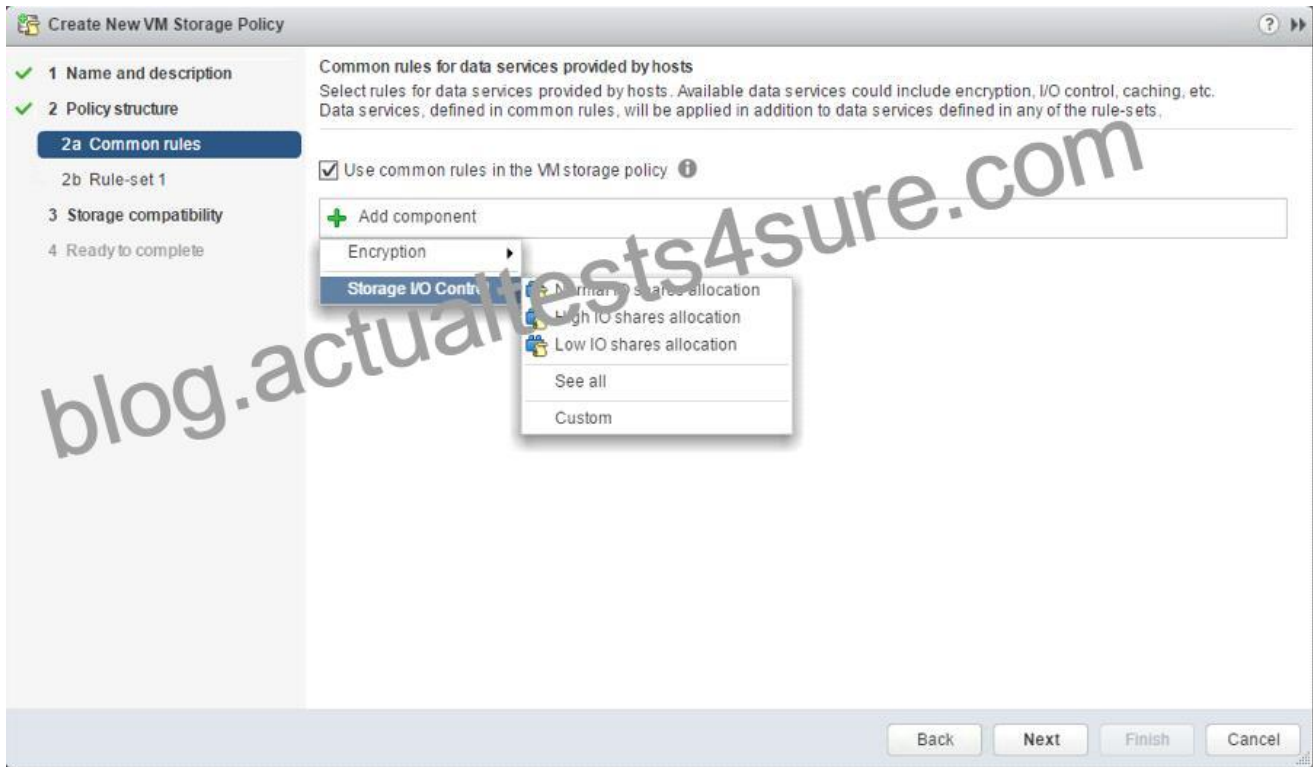 Create New VM Storage Policy
?
1 Name and description
2 Policy structure
2a Common rules
2b Rule-set 1
3 Storage compatibility
4 Ready to complete
Common rules for data services provided by hosts
Select rules for data services provided by hosts. Available data services could include encryption, I/O control, caching, etc.
Data services, defined in common rules, will be applied in addition to data services defined in any of the rule-sets.
Use common rules in the VM storage policy
Add component
Encryption
Storage I/O Control
Normal IO shares allocation
High IO shares allocation
Low IO shares allocation
See all
Custom
blog.actualtests4sure.com
Back
Next
Finish
Cancel